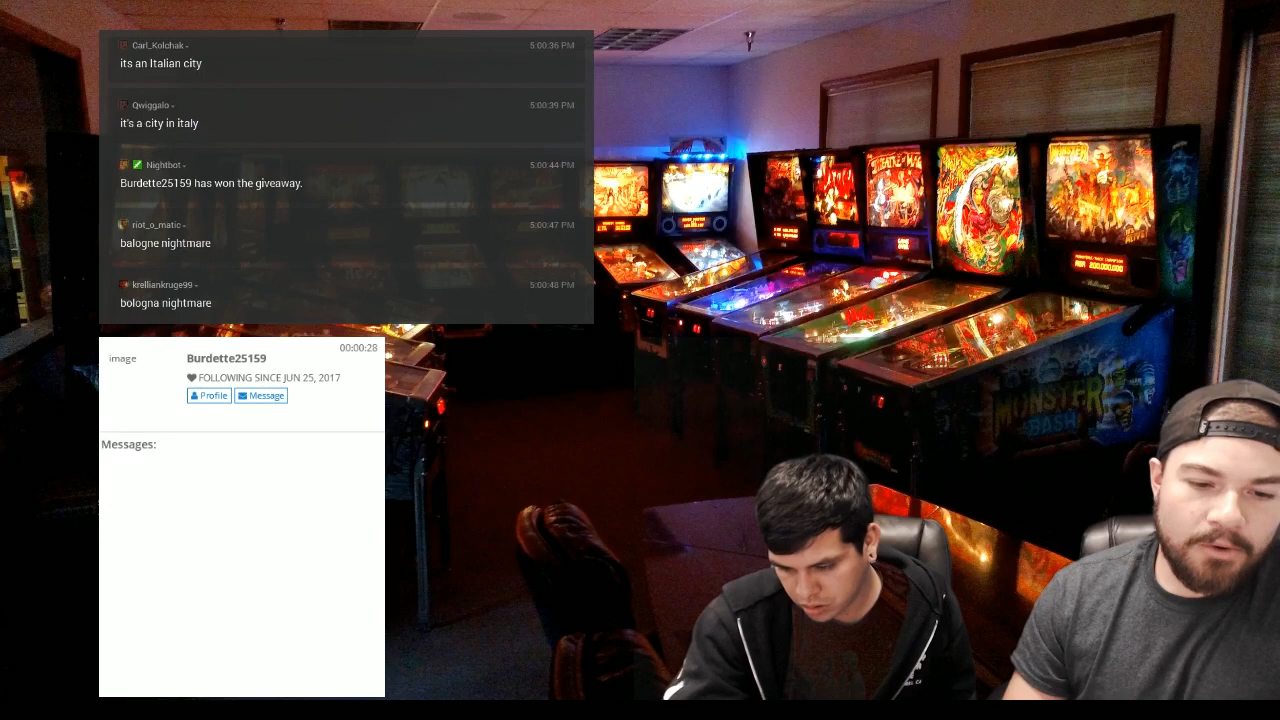 Carl_Kolchak 5:00:36 PM
its an Italian city
Qwiggalo 5:00:39 PM
it's a city in italy
Nightbot 5:00:44 PM
Burdette25159 has won the giveaway.
riot_o_matic 5:00:47 PM
balogne nightmare
krelliankruge99 5:00:48 PM
bologna nightmare
00:00:28
image
Burdette25159
FOLLOWING SINCE JUN 25, 2017
Profile Message
Messages:
MONSTER
BASH